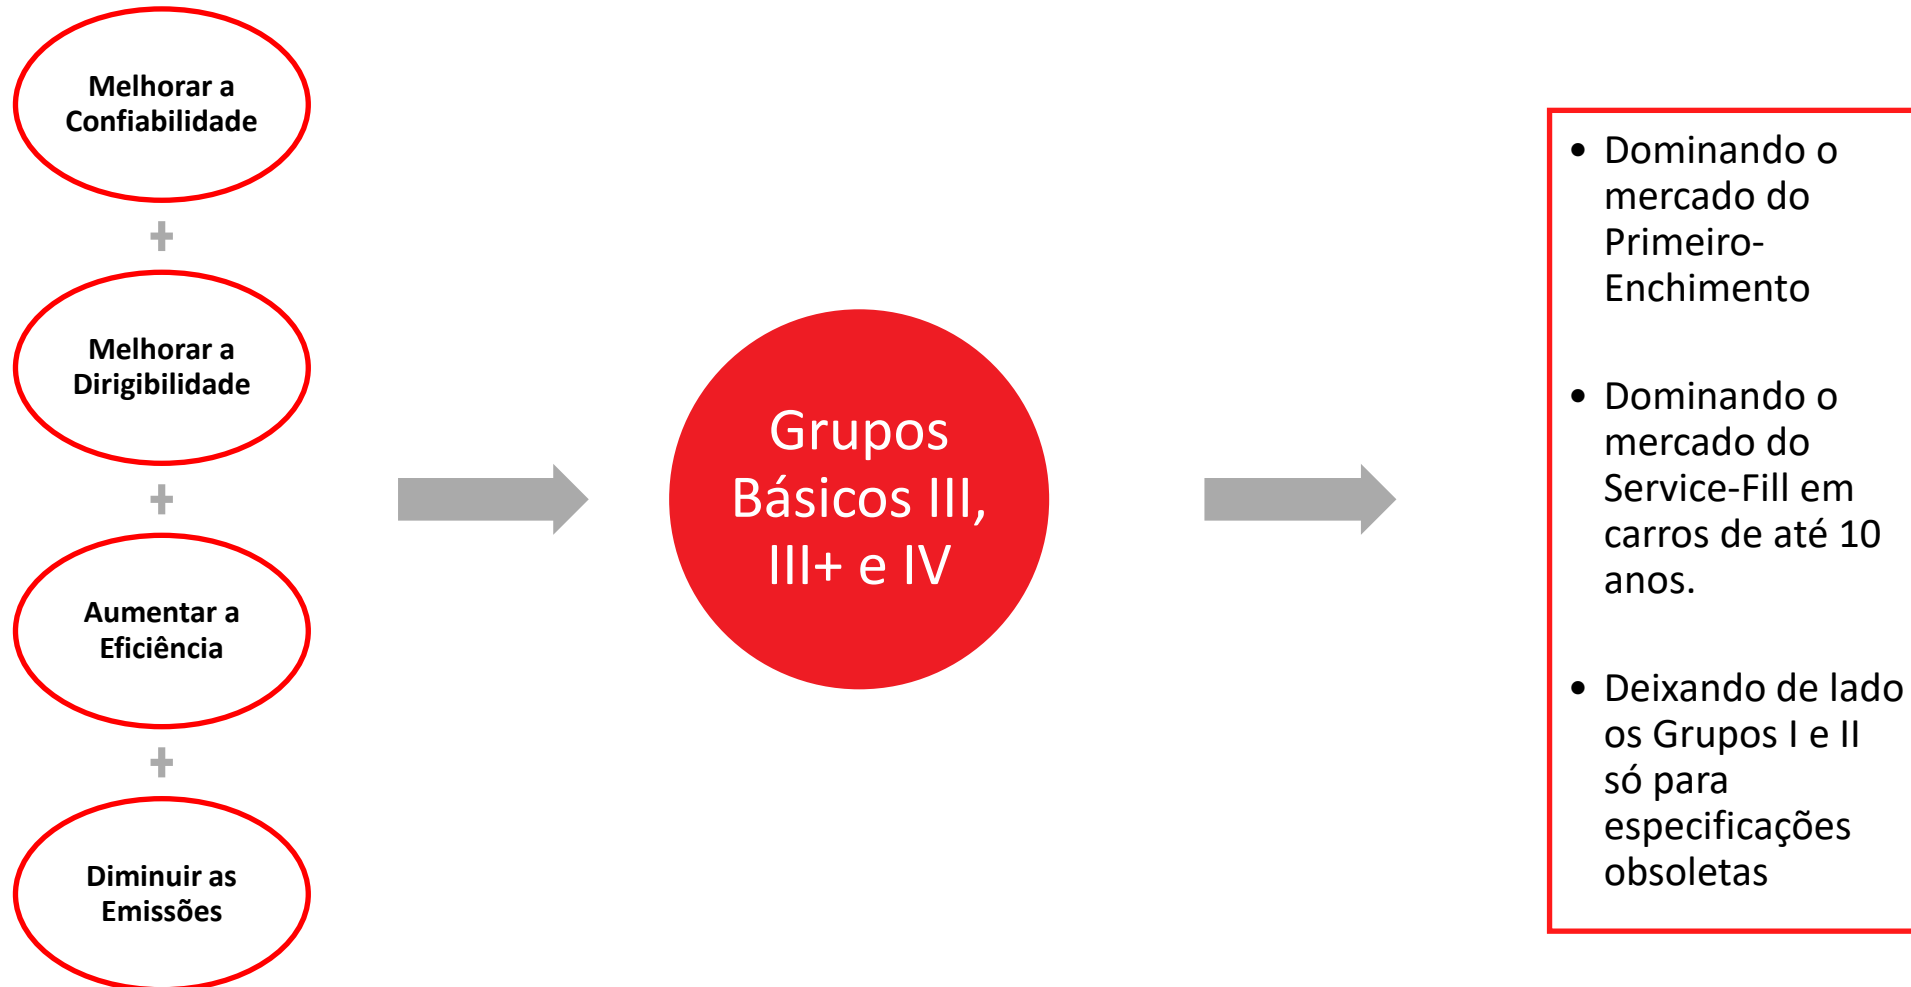 Melhorar a
Confiabilidade
+
Melhorar a
Dirigibilidade
+
Aumentar a
Eficiência
+
Diminuir as
Emissões
Grupos
Básicos III,
III+ e IV
• Dominando o
mercado do
Primeiro-
Enchimento
• Dominando o
mercado do
Service-Fill em
carros de até 10
anos.
• Deixando de lado
os Grupos I e II
só para
especificações
obsoletas